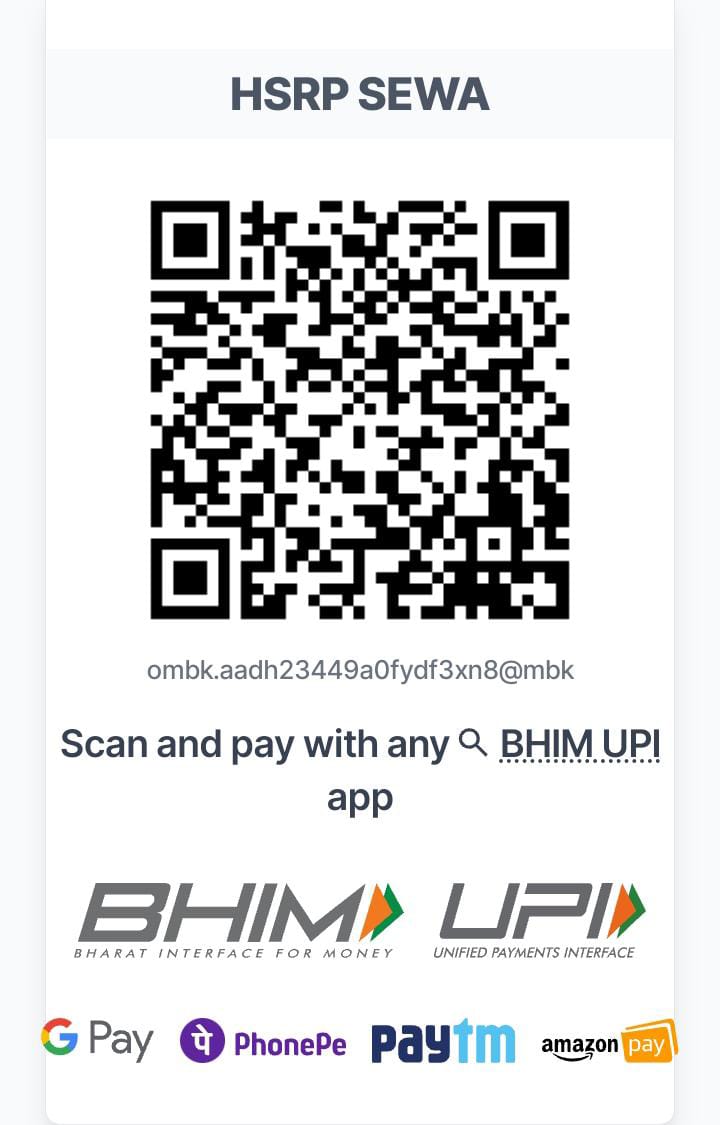 HSRP SEWA
ombk.aadh23449a0fydf3xn8@mbk
Scan and pay with any BHIM UPI
app
BHIM UPI
BHARAT INTERFACE FOR MONEY UNIFIED PAYMENTS INTERFACE
G Pay पे PhonePe paytm amazon pay